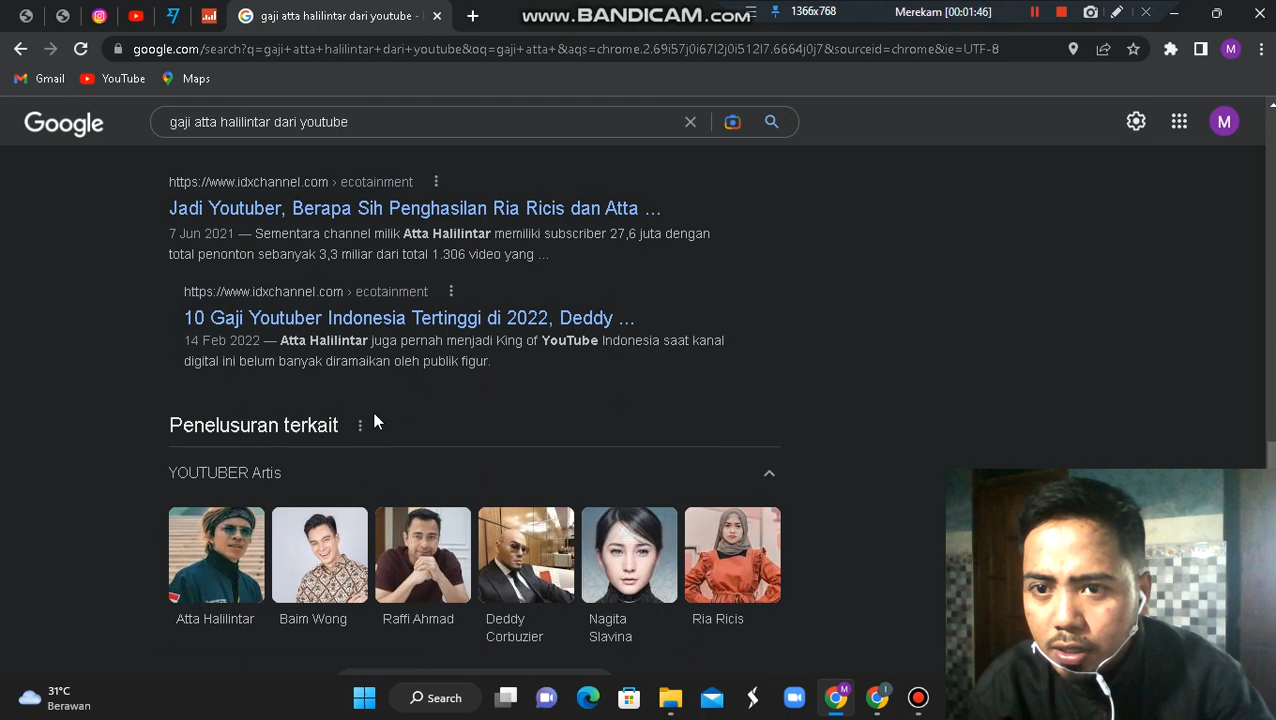 gaji atta halilintar dari youtube -
www.BANDICAM.com
1366x768
Merekam [00:01:46]
google.com/search?q=gaji+atta+halilintar+dari+youtube&oq=gaji+atta+&aqs=chrome.2.69i57j0i67l2j0i512l7.6664j0j7&sourceid=chrome&ie=UTF-8
M
Gmail
YouTube
Maps
Google
gaji atta halilintar dari youtube
M
https://www.idxchannel.com › ecotainment
Jadi Youtuber, Berapa Sih Penghasilan Ria Ricis dan Atta ...
7 Jun 2021 — Sementara channel milik Atta Halilintar memiliki subscriber 27,6 juta dengan
total penonton sebanyak 3,3 miliar dari total 1.306 video yang ...
https://www.idxchannel.com › ecotainment
10 Gaji Youtuber Indonesia Tertinggi di 2022, Deddy ...
14 Feb 2022 — Atta Halilintar juga pernah menjadi King of YouTube Indonesia saat kanal
digital ini belum banyak diramaikan oleh publik figur.
Penelusuran terkait
YOUTUBER Artis
Atta Halilintar
Baim Wong
Raffi Ahmad
Deddy
Corbuzier
Nagita
Slavina
Ria Ricis
31°C
Berawan
Search
M
I